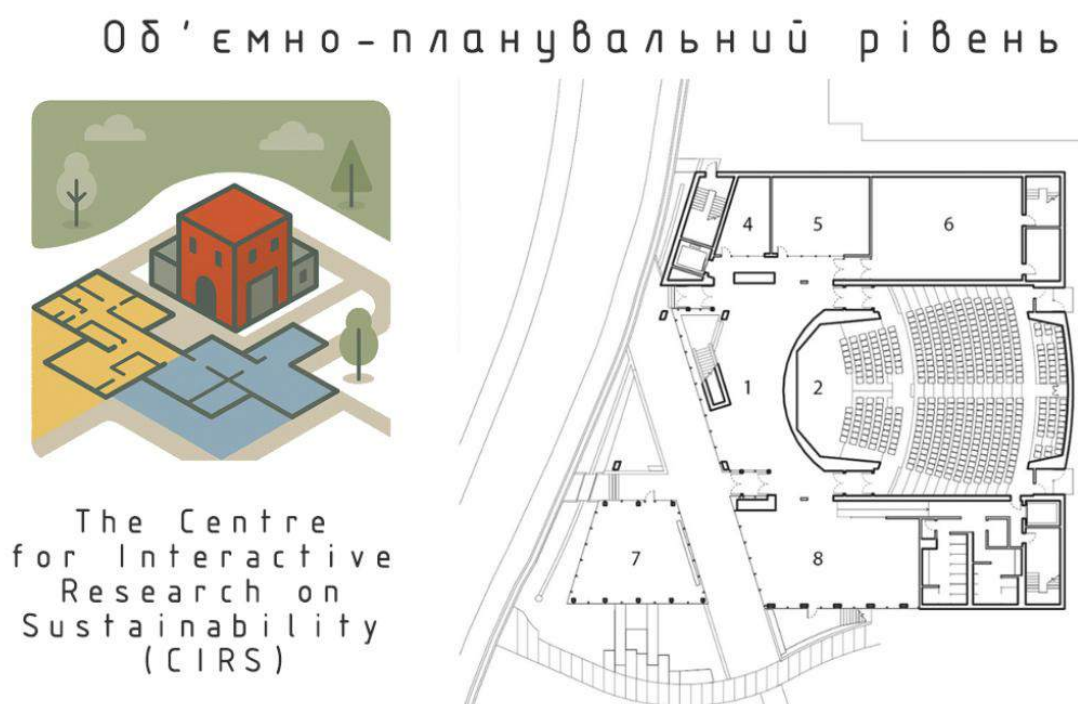 Об'ємно-планувальний рівень
The Centre
for Interactive
Research on
Sustainability
(CIRS)
4 5 6
1 2
7 8